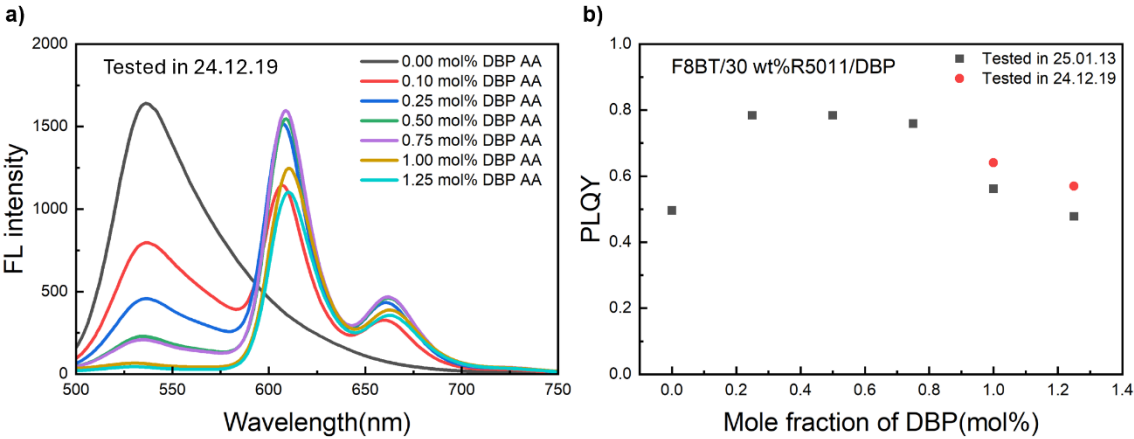 a)
Tested in 24.12.19
0.00 mol% DBP AA
0.10 mol% DBP AA
0.25 mol% DBP AA
0.50 mol% DBP AA
0.75 mol% DBP AA
1.00 mol% DBP AA
1.25 mol% DBP AA
FL intensity
2000
1500
1000
500
0
500
550
600
650
700
750
Wavelength(nm)
b)
F8BT/30 wt%R5011/DBP
Tested in 25.01.13
Tested in 24.12.19
PLQY
1.0
0.8
0.6
0.4
0.2
0.0
0.0
0.2
0.4
0.6
0.8
1.0
1.2
1.4
Mole fraction of DBP(mol%)